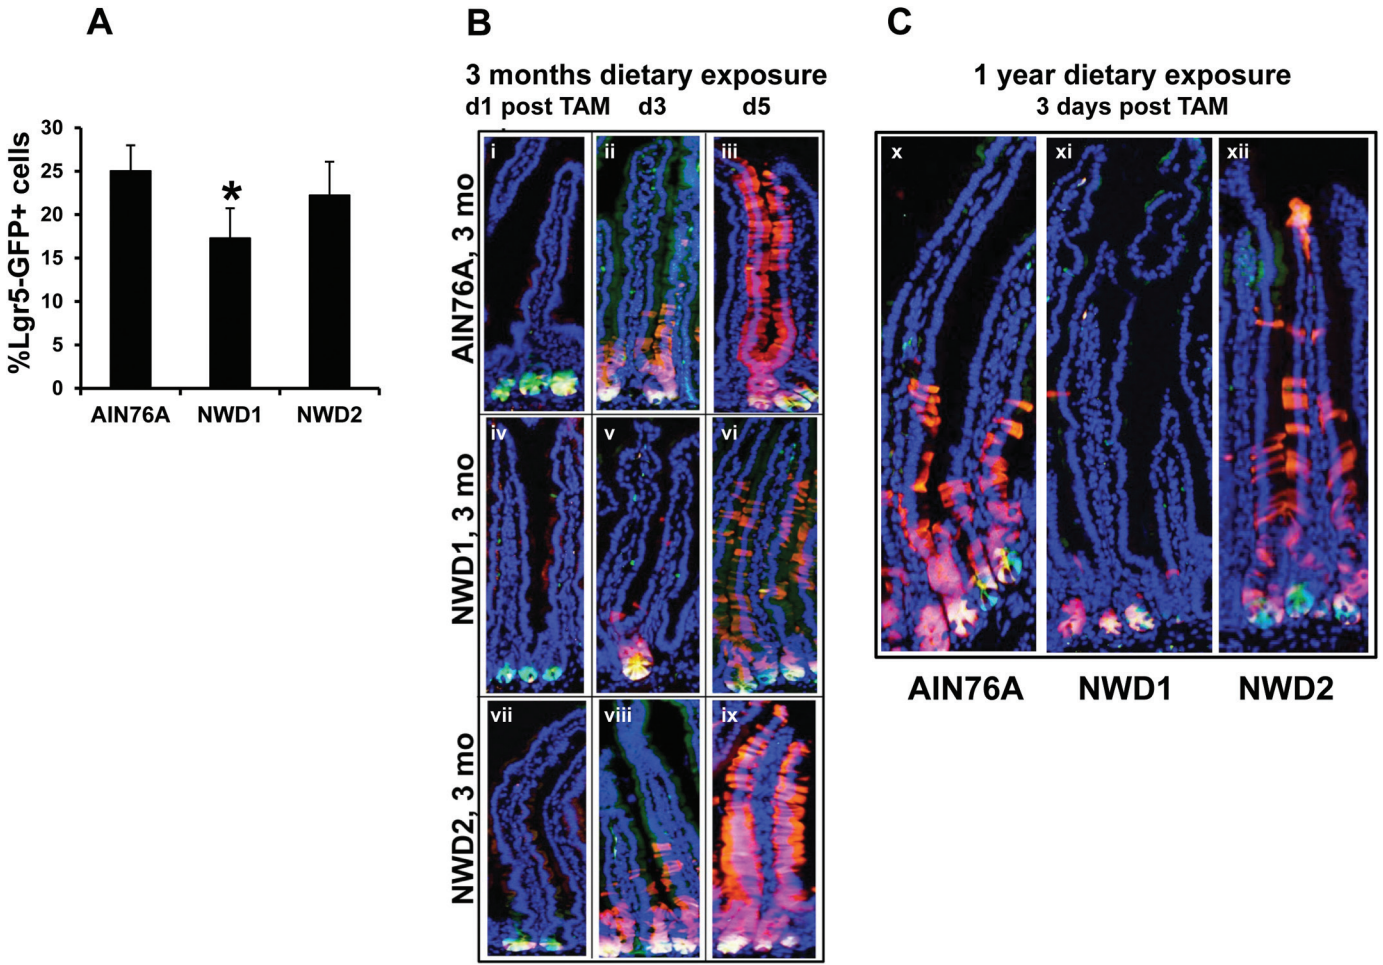 A
%Lgr5-GFP+ cells
30
25
20
15
10
5
0
*
AIN76A NWD1 NWD2
B
3 months dietary exposure
d1 post TAM d3 d5
AIN76A, 3 mo
i ii iii
NWD1, 3 mo
iv v vi
NWD2, 3 mo
vii viii ix
C
1 year dietary exposure
3 days post TAM
x xi xii
AIN76A NWD1 NWD2